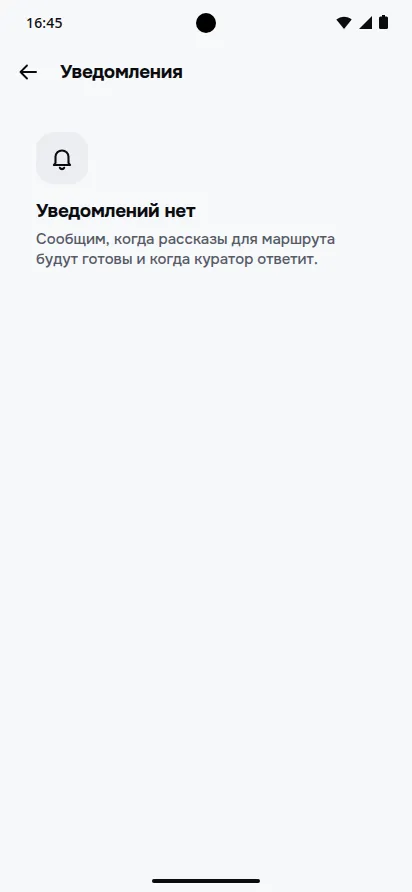 16:45
Уведомления
Уведомлений нет
Сообщим, когда рассказы для маршрута
будут готовы и когда куратор ответит.